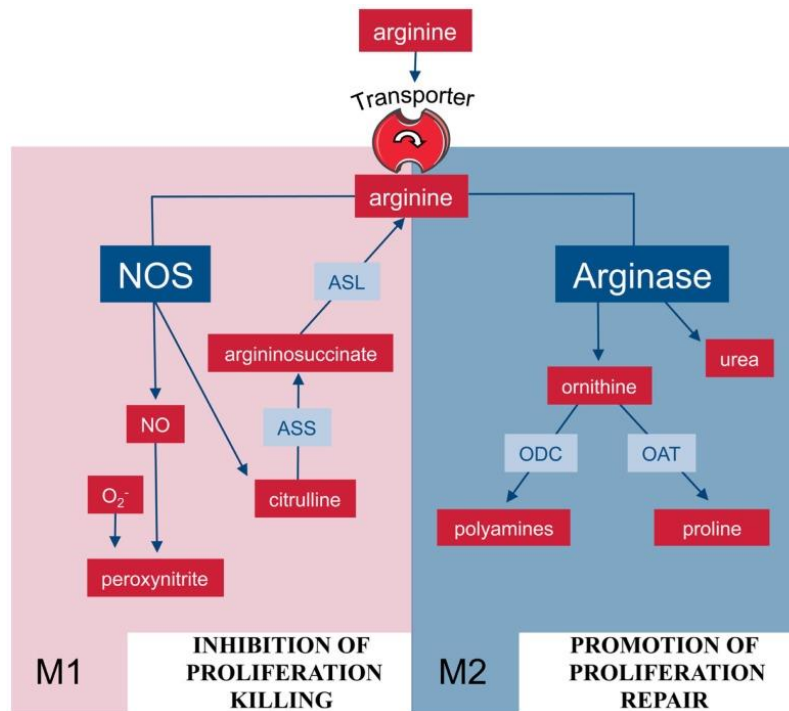 arginine
Transporter
arginine
NOS
Arginase
ASL
argininosuccinate
urea
ornithine
NO
ASS
ODC
OAT
O₂⁻
citrulline
polyamines
proline
peroxynitrite
M1
INHIBITION OF
PROLIFERATION
KILLING
M2
PROMOTION OF
PROLIFERATION
REPAIR